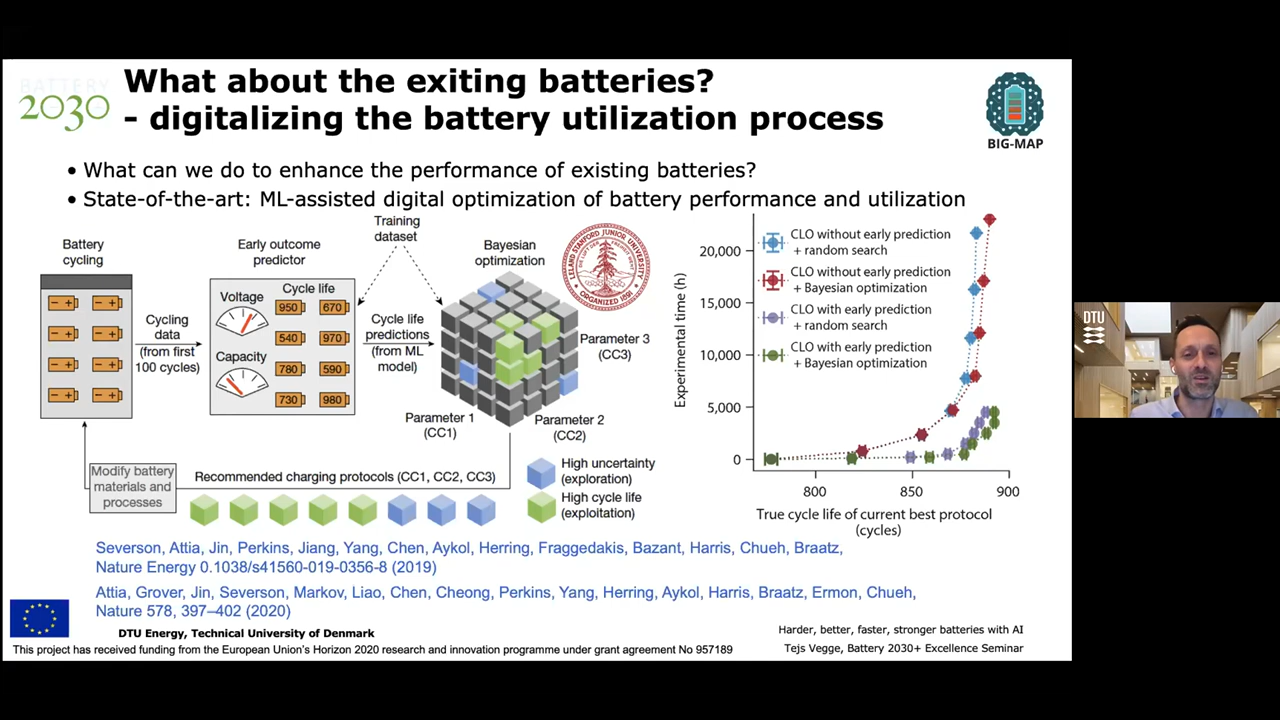 BATTERY
2030
What about the exiting batteries?
- digitalizing the battery utilization process
BIG-MAP
• What can we do to enhance the performance of existing batteries?
• State-of-the-art: ML-assisted digital optimization of battery performance and utilization
Training
dataset
Battery
cycling
Early outcome
predictor
Bayesian
optimization
LELAND STANFORD JUNIOR UNIVERSITY
ORGANIZED 1891
Voltage
Capacity
Cycle life
950 670
540 970
780 590
730 980
Cycling
data
(from first
100 cycles)
Cycle life
predictions
(from ML
model)
Parameter 3
(CC3)
Parameter 1
(CC1)
Parameter 2
(CC2)
Modify battery
materials and
processes
Recommended charging protocols (CC1, CC2, CC3)
High uncertainty
(exploration)
High cycle life
(exploitation)
CLO without early prediction
+ random search
CLO without early prediction
+ Bayesian optimization
CLO with early prediction
+ random search
CLO with early prediction
+ Bayesian optimization
Experimental time (h)
20,000
15,000
10,000
5,000
0
800 850 900
True cycle life of current best protocol
(cycles)
DTU
Severson, Attia, Jin, Perkins, Jiang, Yang, Chen, Aykol, Herring, Fraggedakis, Bazant, Harris, Chueh, Braatz,
Nature Energy 0.1038/s41560-019-0356-8 (2019)
Attia, Grover, Jin, Severson, Markov, Liao, Chen, Cheong, Perkins, Yang, Herring, Aykol, Harris, Braatz, Ermon, Chueh,
Nature 578, 397–402 (2020)
DTU Energy, Technical University of Denmark
Harder, better, faster, stronger batteries with AI
This project has received funding from the European Union's Horizon 2020 research and innovation programme under grant agreement No 957189
Tejs Vegge, Battery 2030+ Excellence Seminar